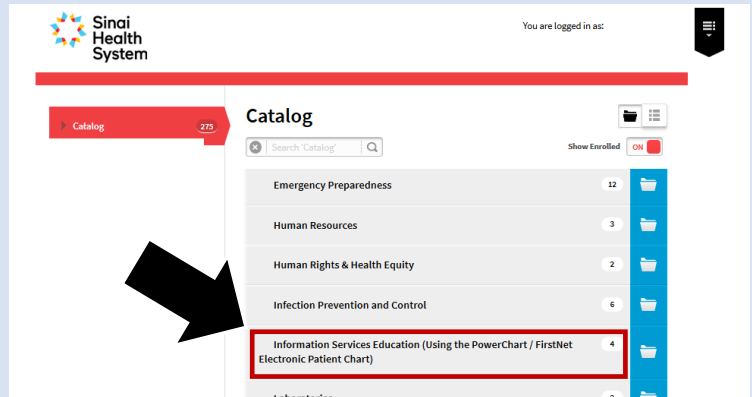 Sinai
Health
System
You are logged in as:
Catalog 275
Catalog
Search 'Catalog'
Show Enrolled ON
Emergency Preparedness 12
Human Resources 3
Human Rights & Health Equity 2
Infection Prevention and Control 6
Information Services Education (Using the PowerChart / FirstNet 4
Electronic Patient Chart)